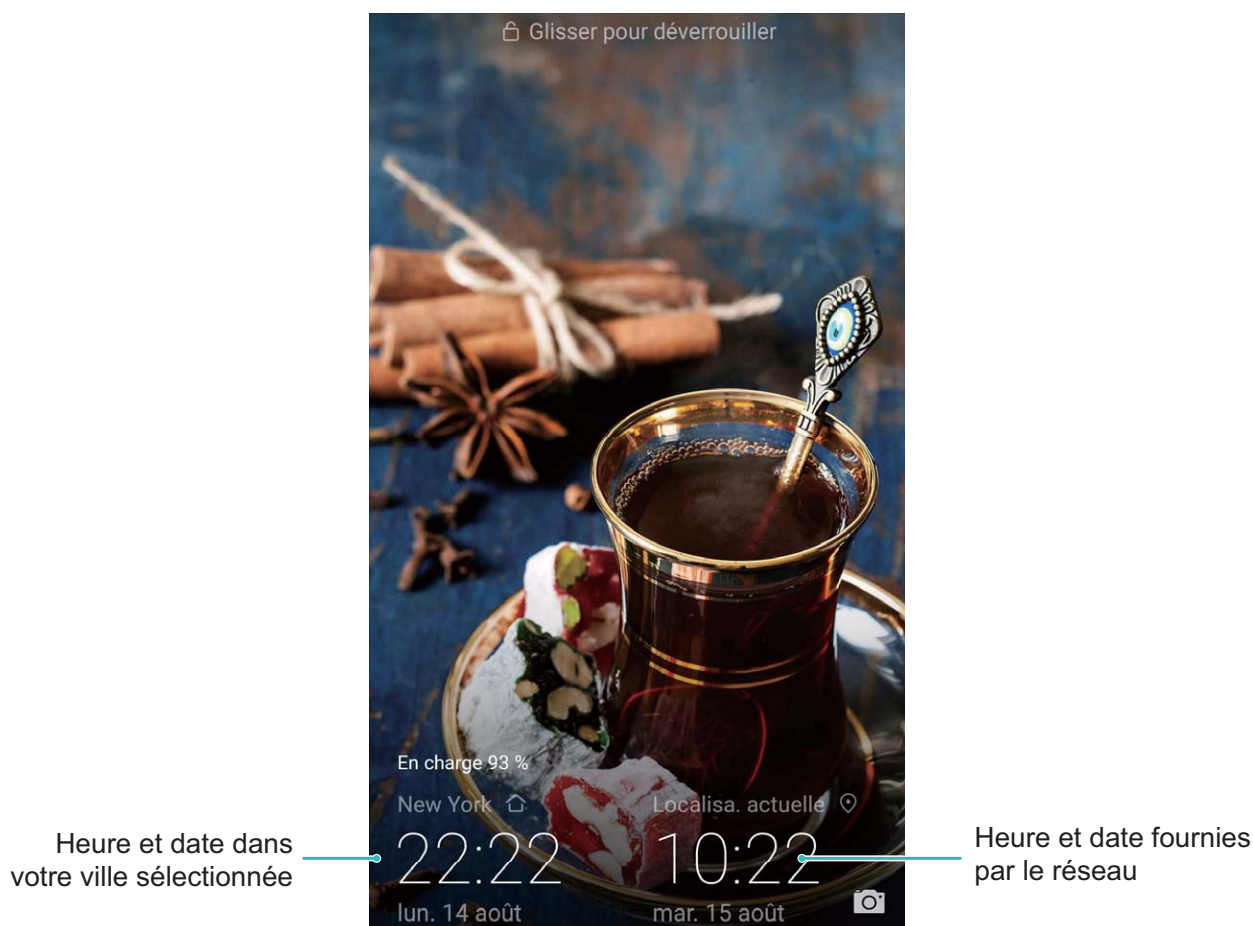 Glisser pour déverrouiller
En charge 93 %
New York
Localisa. actuelle
22:22
10:22
lun. 14 août
mar. 15 août
Heure et date dans
votre ville sélectionnée
Heure et date fournies
par le réseau